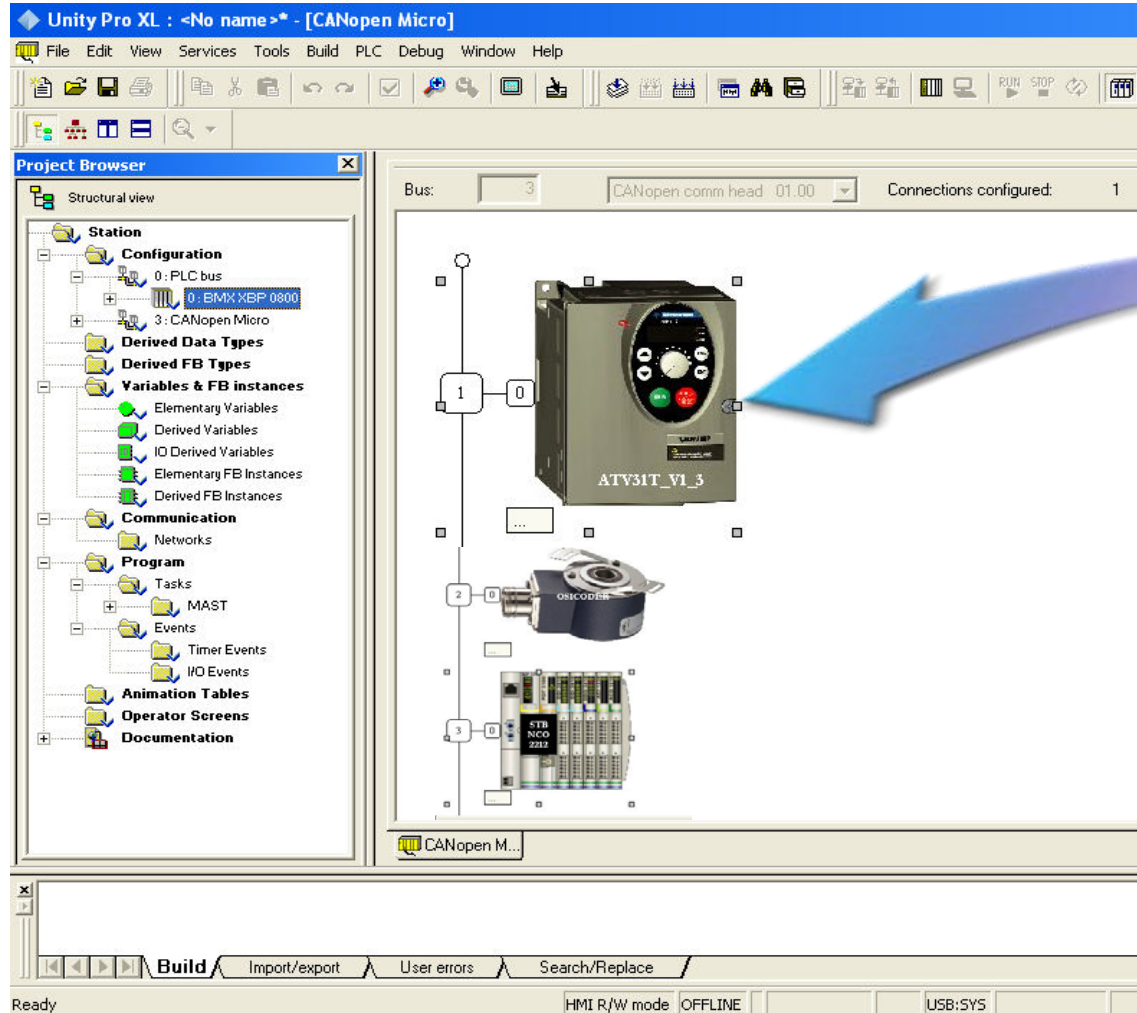 Unity Pro XL : <No name>* - [CANopen Micro]
File Edit View Services Tools Build PLC Debug Window Help
RUN STOP
Project Browser
Structural view
Station
Configuration
0 : PLC bus
0 : BMX XBP 0800
3 : CANopen Micro
Derived Data Types
Derived FB Types
Variables & FB instances
Elementary Variables
Derived Variables
IO Derived Variables
Elementary FB Instances
Derived FB Instances
Communication
Networks
Program
Tasks
MAST
Events
Timer Events
I/O Events
Animation Tables
Operator Screens
Documentation
Bus: 3 CANopen comm head 01.00 Connections configured: 1
1 0
ATV31T_V1_3
...
2 0 OSICODER
...
3 0
STB
NCO
2212
...
CANopen M...
Build Import/export User errors Search/Replace
Ready HMI R/W mode OFFLINE USB:SYS